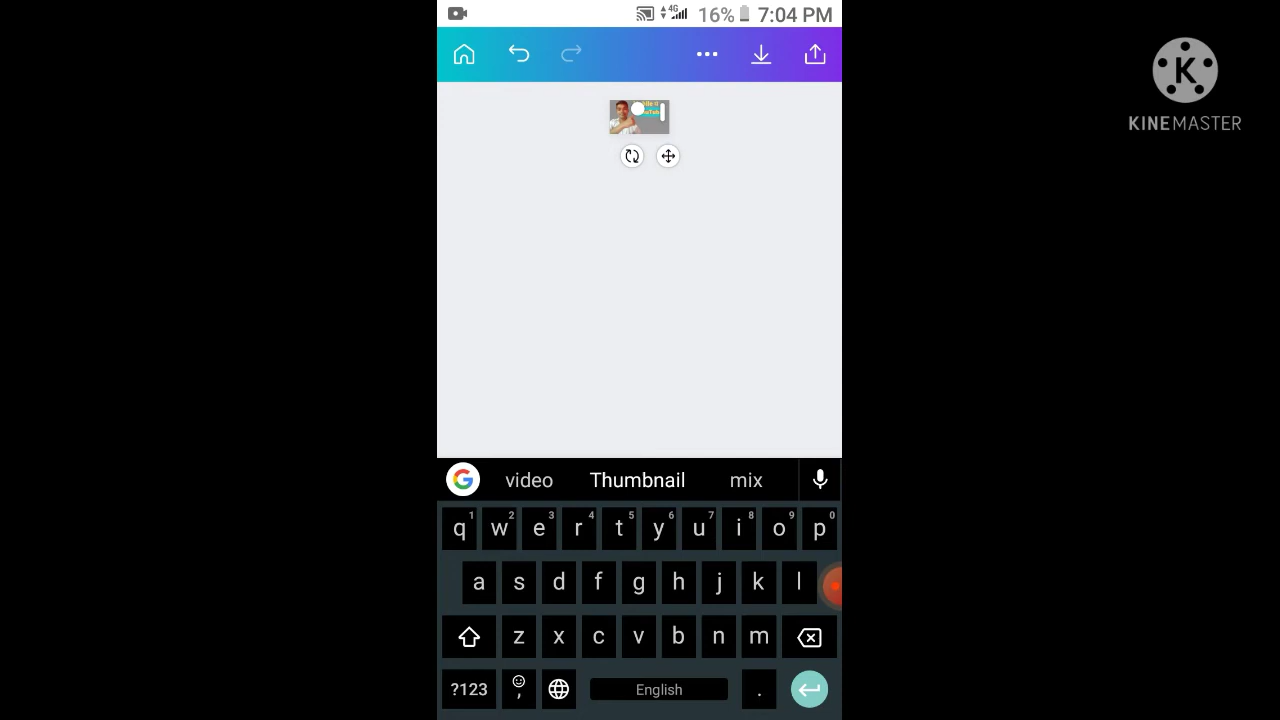 4G 16% 7:04 PM
K
KINEMASTER
G video Thumbnail mix
1 2 3 4 5 6 7 8 9 0
q w e r t y u i o p
a s d f g h j k l
z x c v b n m
?123 , English .